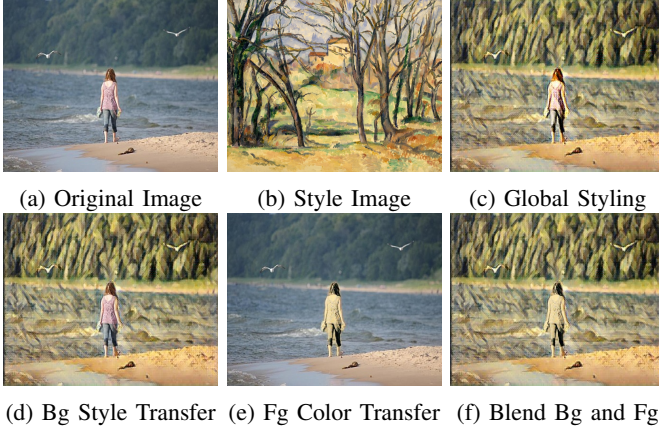 (a) Original Image
(b) Style Image
(c) Global Styling
(d) Bg Style Transfer
(e) Fg Color Transfer
(f) Blend Bg and Fg